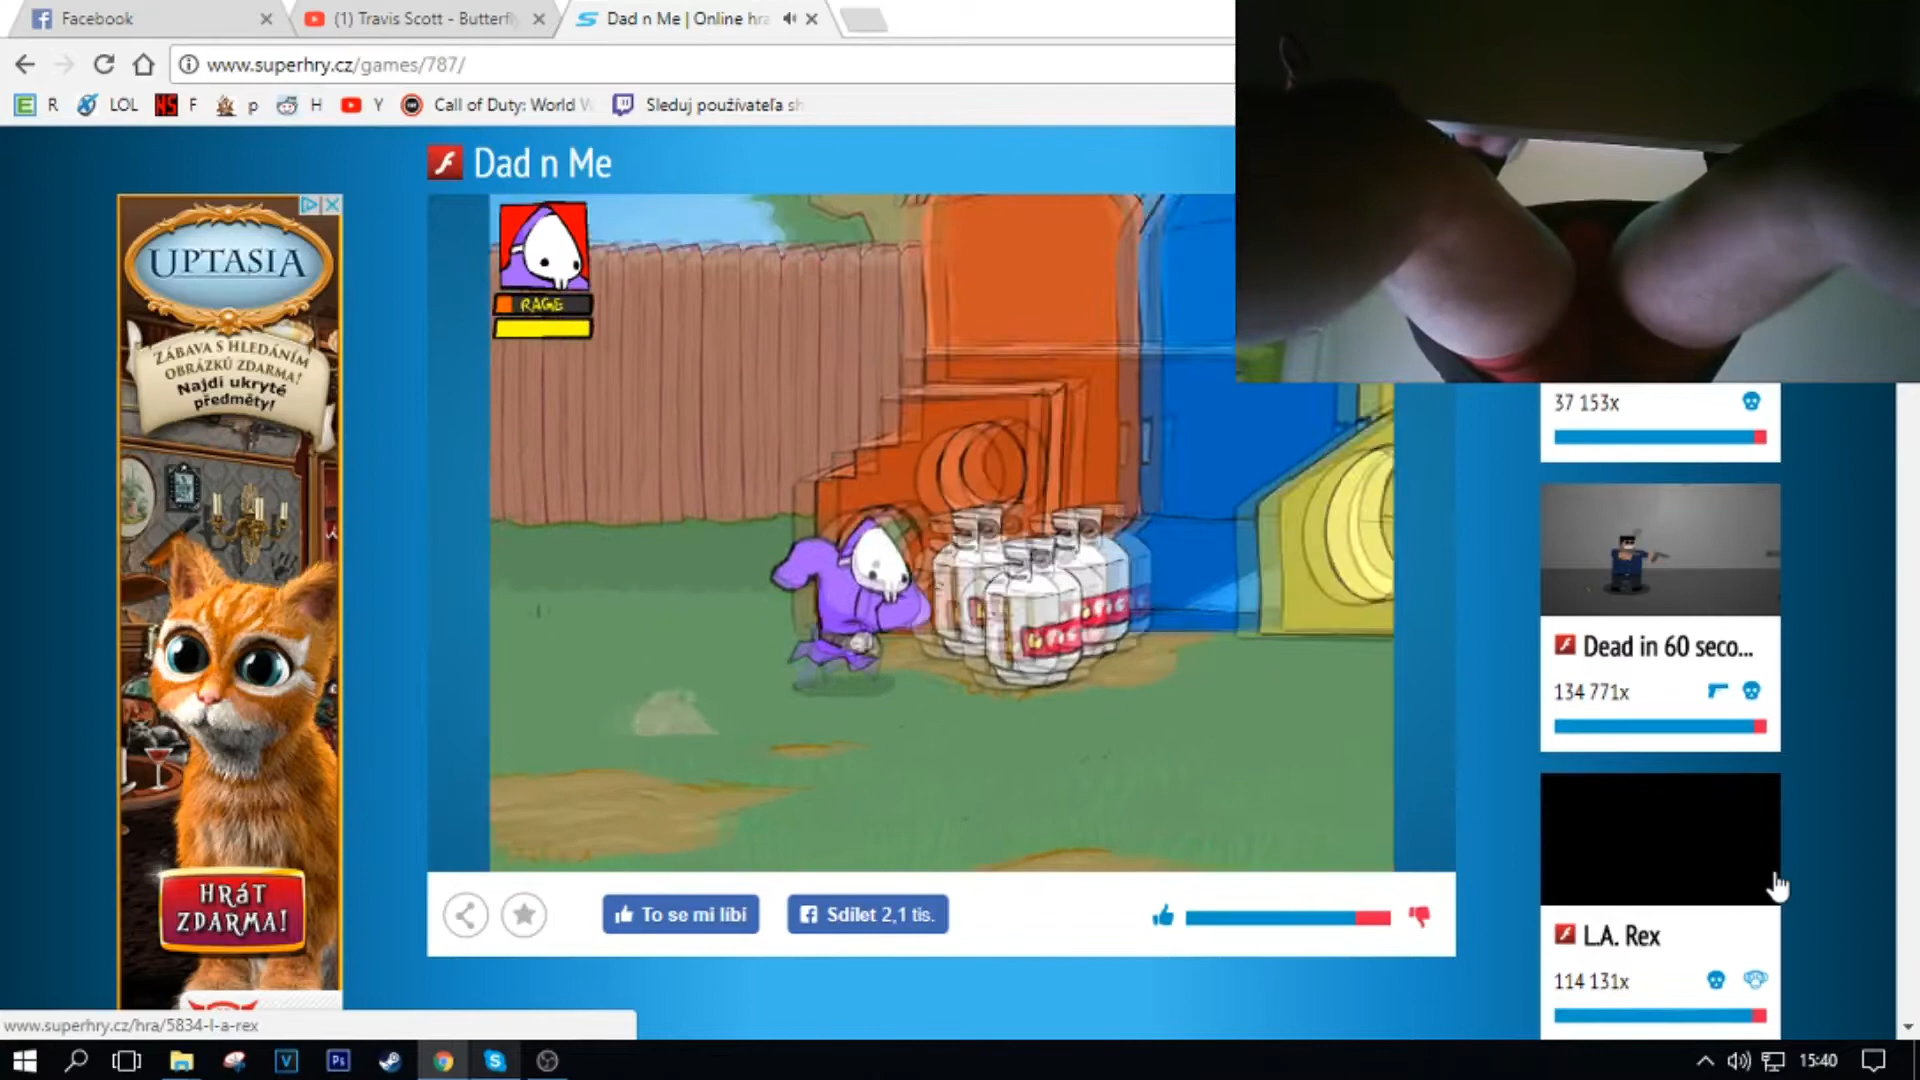 Facebook
(1) Travis Scott - Butterfl
Dad n Me | Online hra
www.superhry.cz/games/787/
R
LOL
F
p
H
Y
Call of Duty: World W
Sleduj používateľa sh
Dad n Me
UPTASIA
ZÁBAVA S HLEDÁNÍM
OBRÁZKŮ ZDARMA!
Najdi ukryté
předměty!
HRÁT
ZDARMA!
RAGE
37 153x
Dead in 60 seco...
134 771x
L.A. Rex
114 131x
To se mi líbí
Sdílet 2,1 tis.
www.superhry.cz/hra/5834-l-a-rex
15:40